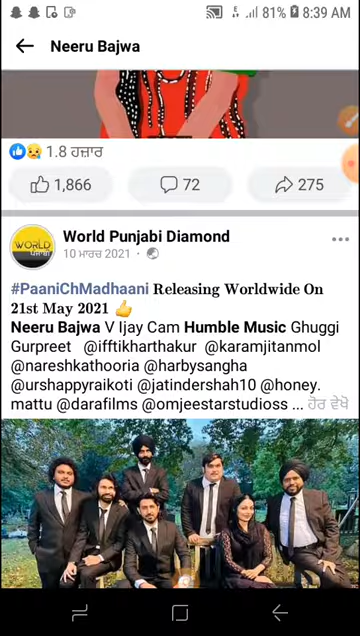 81% 8:39 AM
Neeru Bajwa
1.8 ਹਜ਼ਾਰ
1,866 72 275
WORLD
ਪੰਜਾਬੀ
World Punjabi Diamond
10 ਮਾਰਚ 2021 ·
#PaaniChMadhaani Releasing Worldwide On
21st May 2021 👍
Neeru Bajwa V Ijay Cam Humble Music Ghuggi
Gurpreet @ifftikharthakur @karamjitanmol
@nareshkathooria @harbysangha
@urshappyraikoti @jatindershah10 @honey.
mattu @darafilms @omjeestarstudioss ... ਹੋਰ ਵੇਖੋ